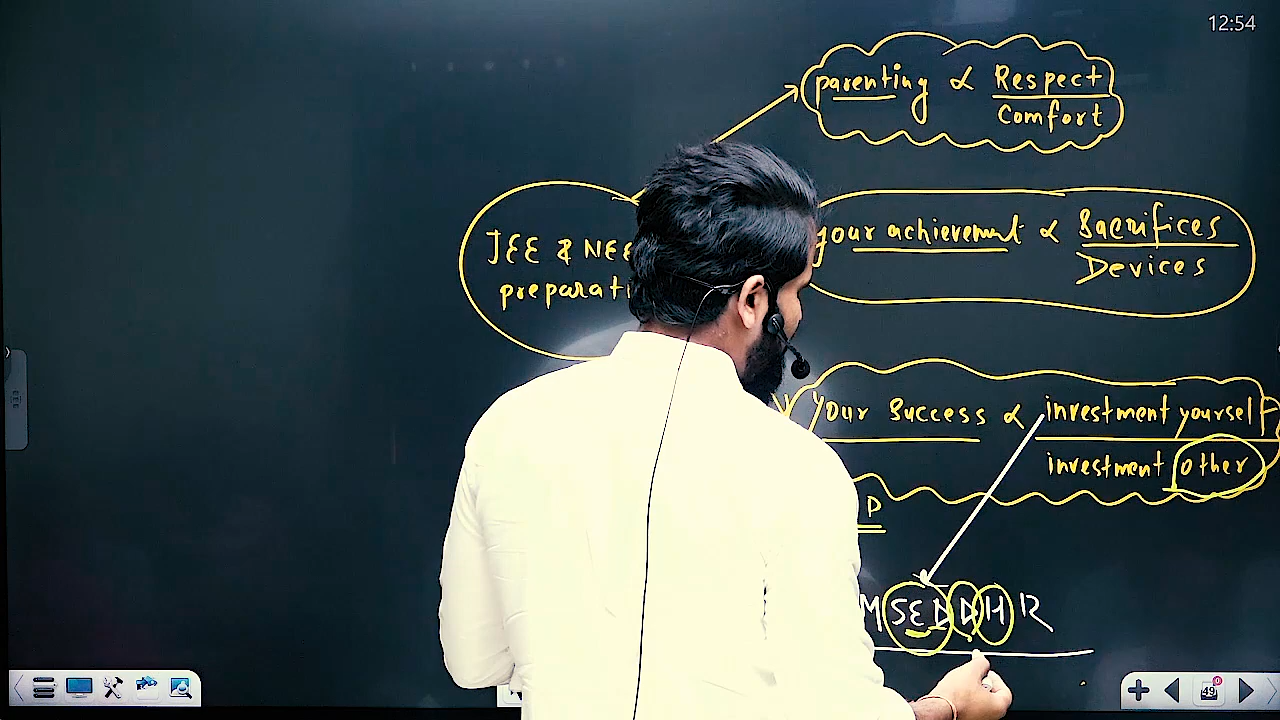 12:54
parenting ∝ Respect
Comfort
JEE & NEE
preparati
your achievement ∝ Sacrifices
Devices
Your Success ∝ investment yourself
investment other
P
MSEDDHR
49